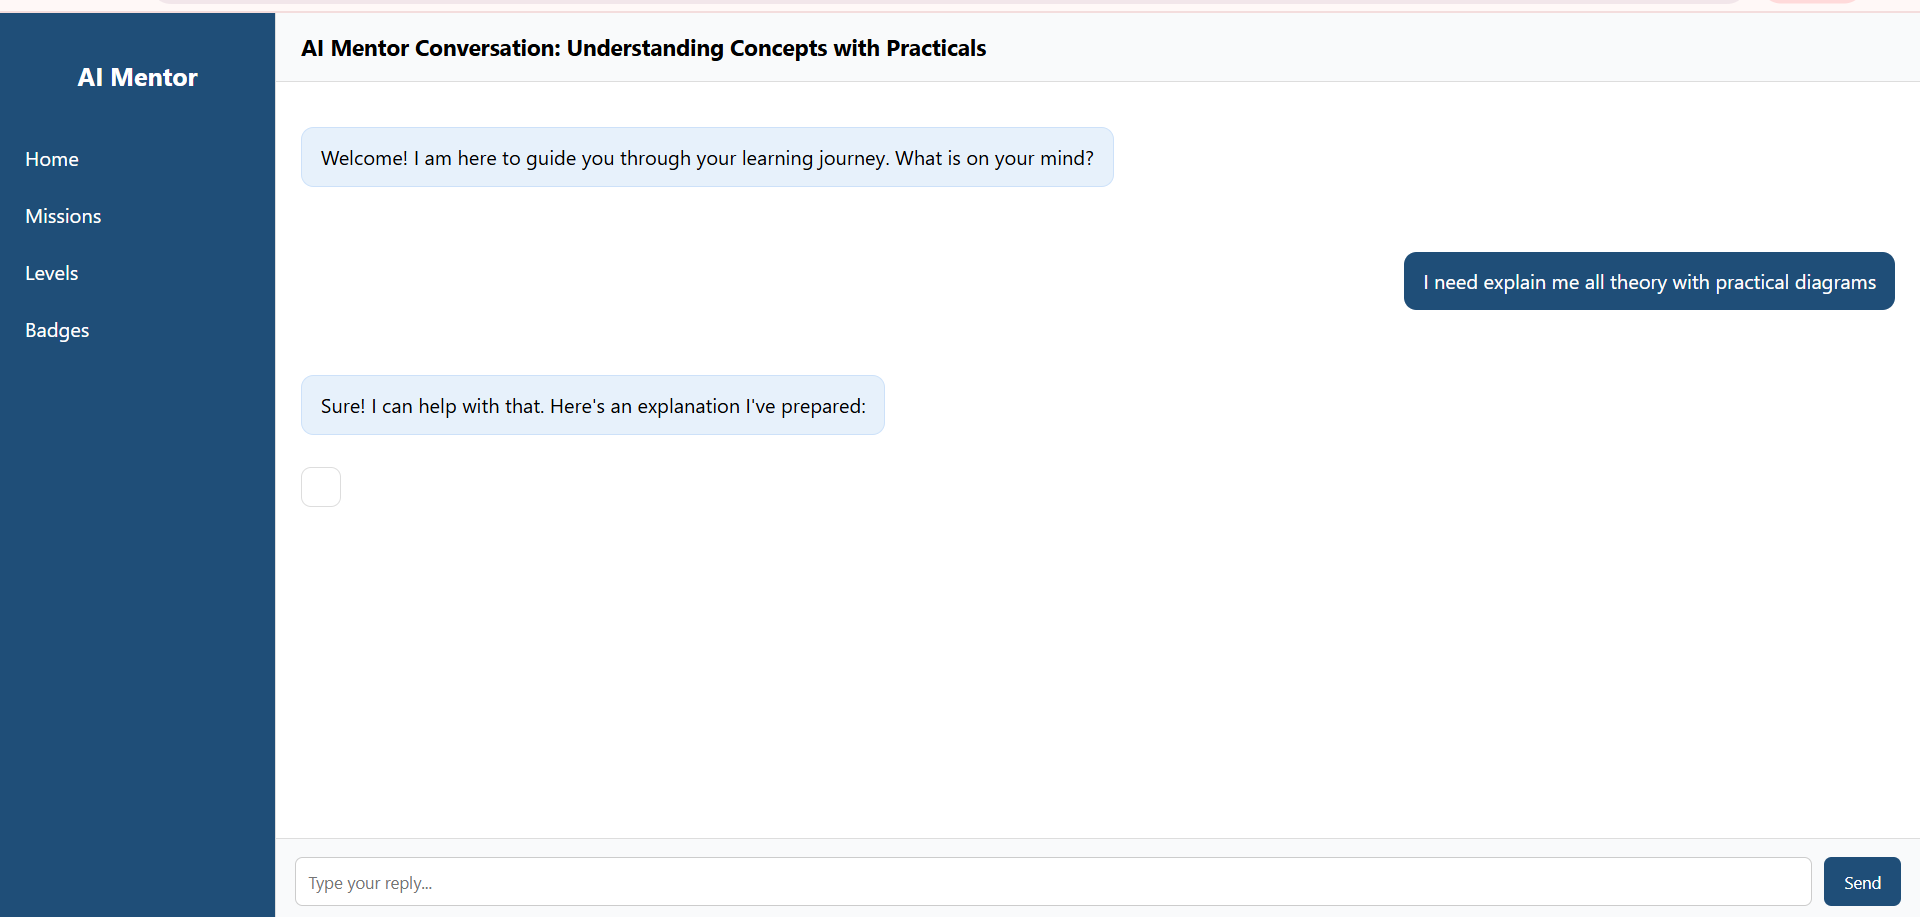 AI Mentor
Home
Missions
Levels
Badges
AI Mentor Conversation: Understanding Concepts with Practicals
Welcome! I am here to guide you through your learning journey. What is on your mind?
I need explain me all theory with practical diagrams
Sure! I can help with that. Here's an explanation I've prepared:
Type your reply...
Send